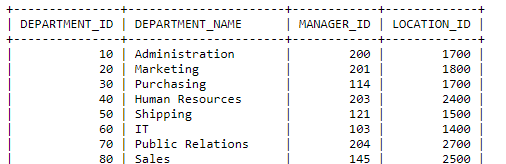 +---------------+----------------------+------------+-------------+
| DEPARTMENT_ID | DEPARTMENT_NAME      | MANAGER_ID | LOCATION_ID |
+---------------+----------------------+------------+-------------+
|            10 | Administration       |        200 |        1700 |
|            20 | Marketing            |        201 |        1800 |
|            30 | Purchasing           |        114 |        1700 |
|            40 | Human Resources      |        203 |        2400 |
|            50 | Shipping             |        121 |        1500 |
|            60 | IT                   |        103 |        1400 |
|            70 | Public Relations     |        204 |        2700 |
|            80 | Sales                |        145 |        2500 |